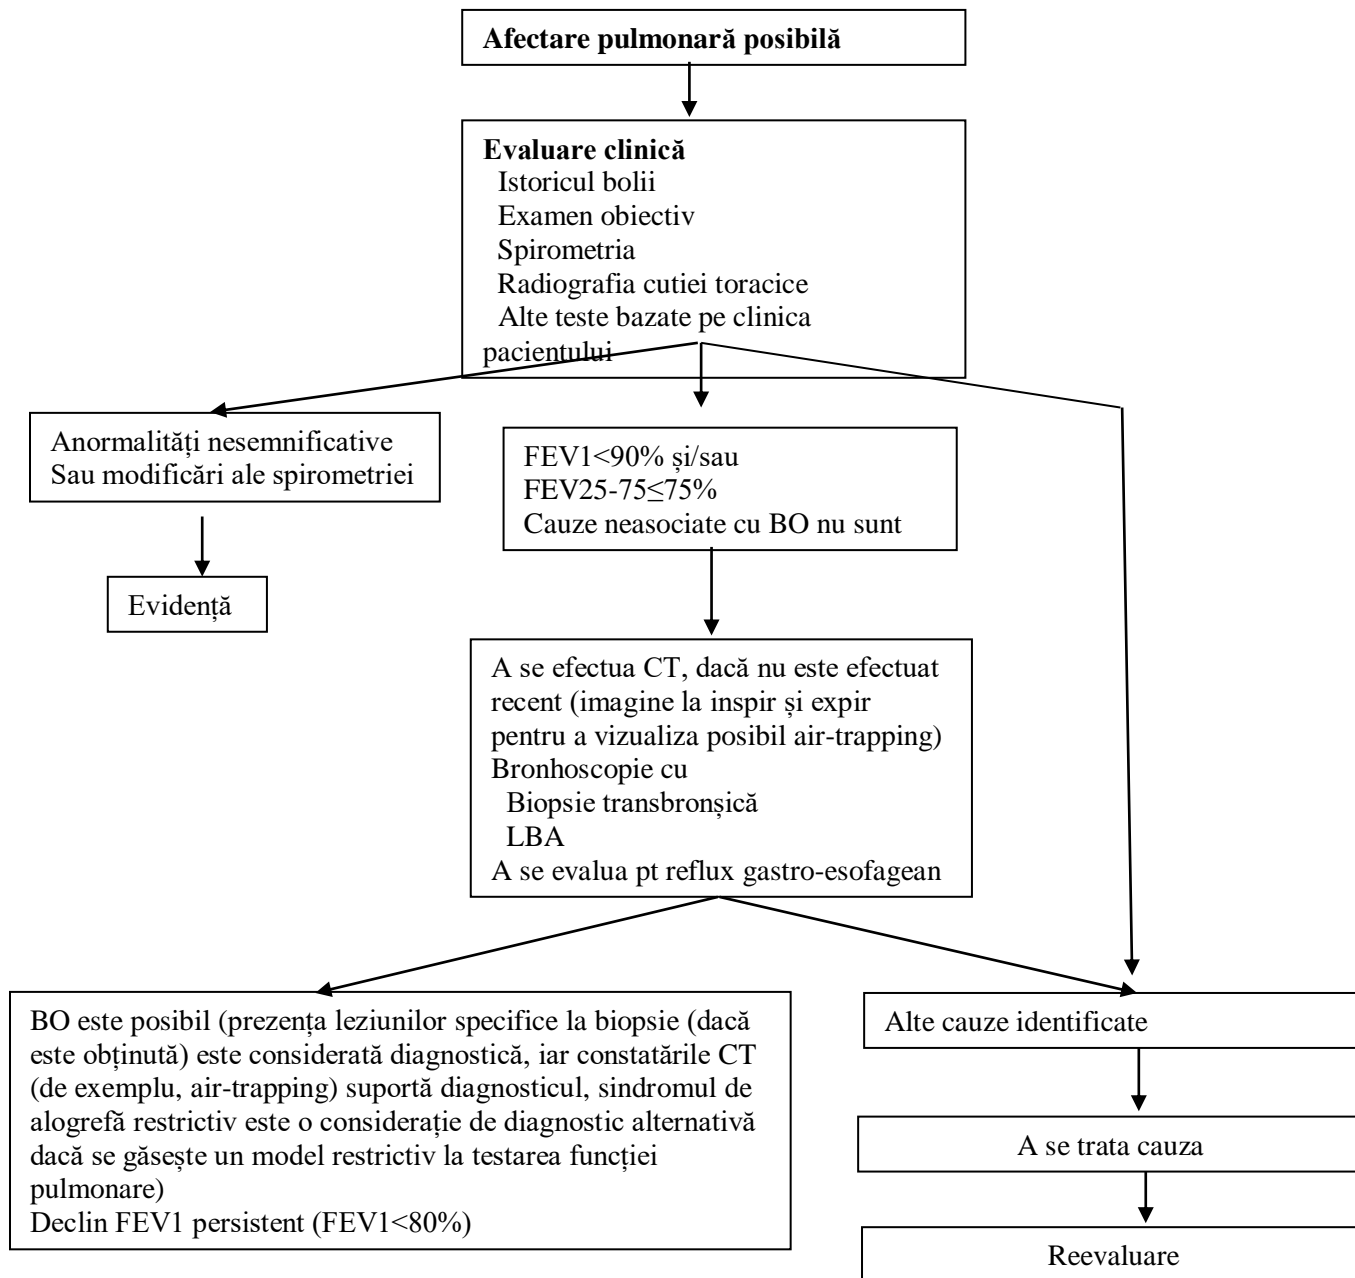 Afectare pulmonară posibilă
Evaluare clinică
Istoricul bolii
Examen obiectiv
Spirometria
Radiografia cutiei toracice
Alte teste bazate pe clinica
pacientului
Anormalități nesemnificative
Sau modificări ale spirometriei
Evidență
FEV1<90% și/sau
FEV25-75≤75%
Cauze neasociate cu BO nu sunt
A se efectua CT, dacă nu este efectuat
recent (imagine la inspir și expir
pentru a vizualiza posibil air-trapping)
Bronhoscopie cu
Biopsie transbronșică
LBA
A se evalua pt reflux gastro-esofagean
BO este posibil (prezența leziunilor specifice la biopsie (dacă
este obținută) este considerată diagnostică, iar constatările CT
(de exemplu, air-trapping) suportă diagnosticul, sindromul de
alogrefă restrictiv este o considerație de diagnostic alternativă
dacă se găsește un model restrictiv la testarea funcției
pulmonare)
Declin FEV1 persistent (FEV1<80%)
Alte cauze identificate
A se trata cauza
Reevaluare